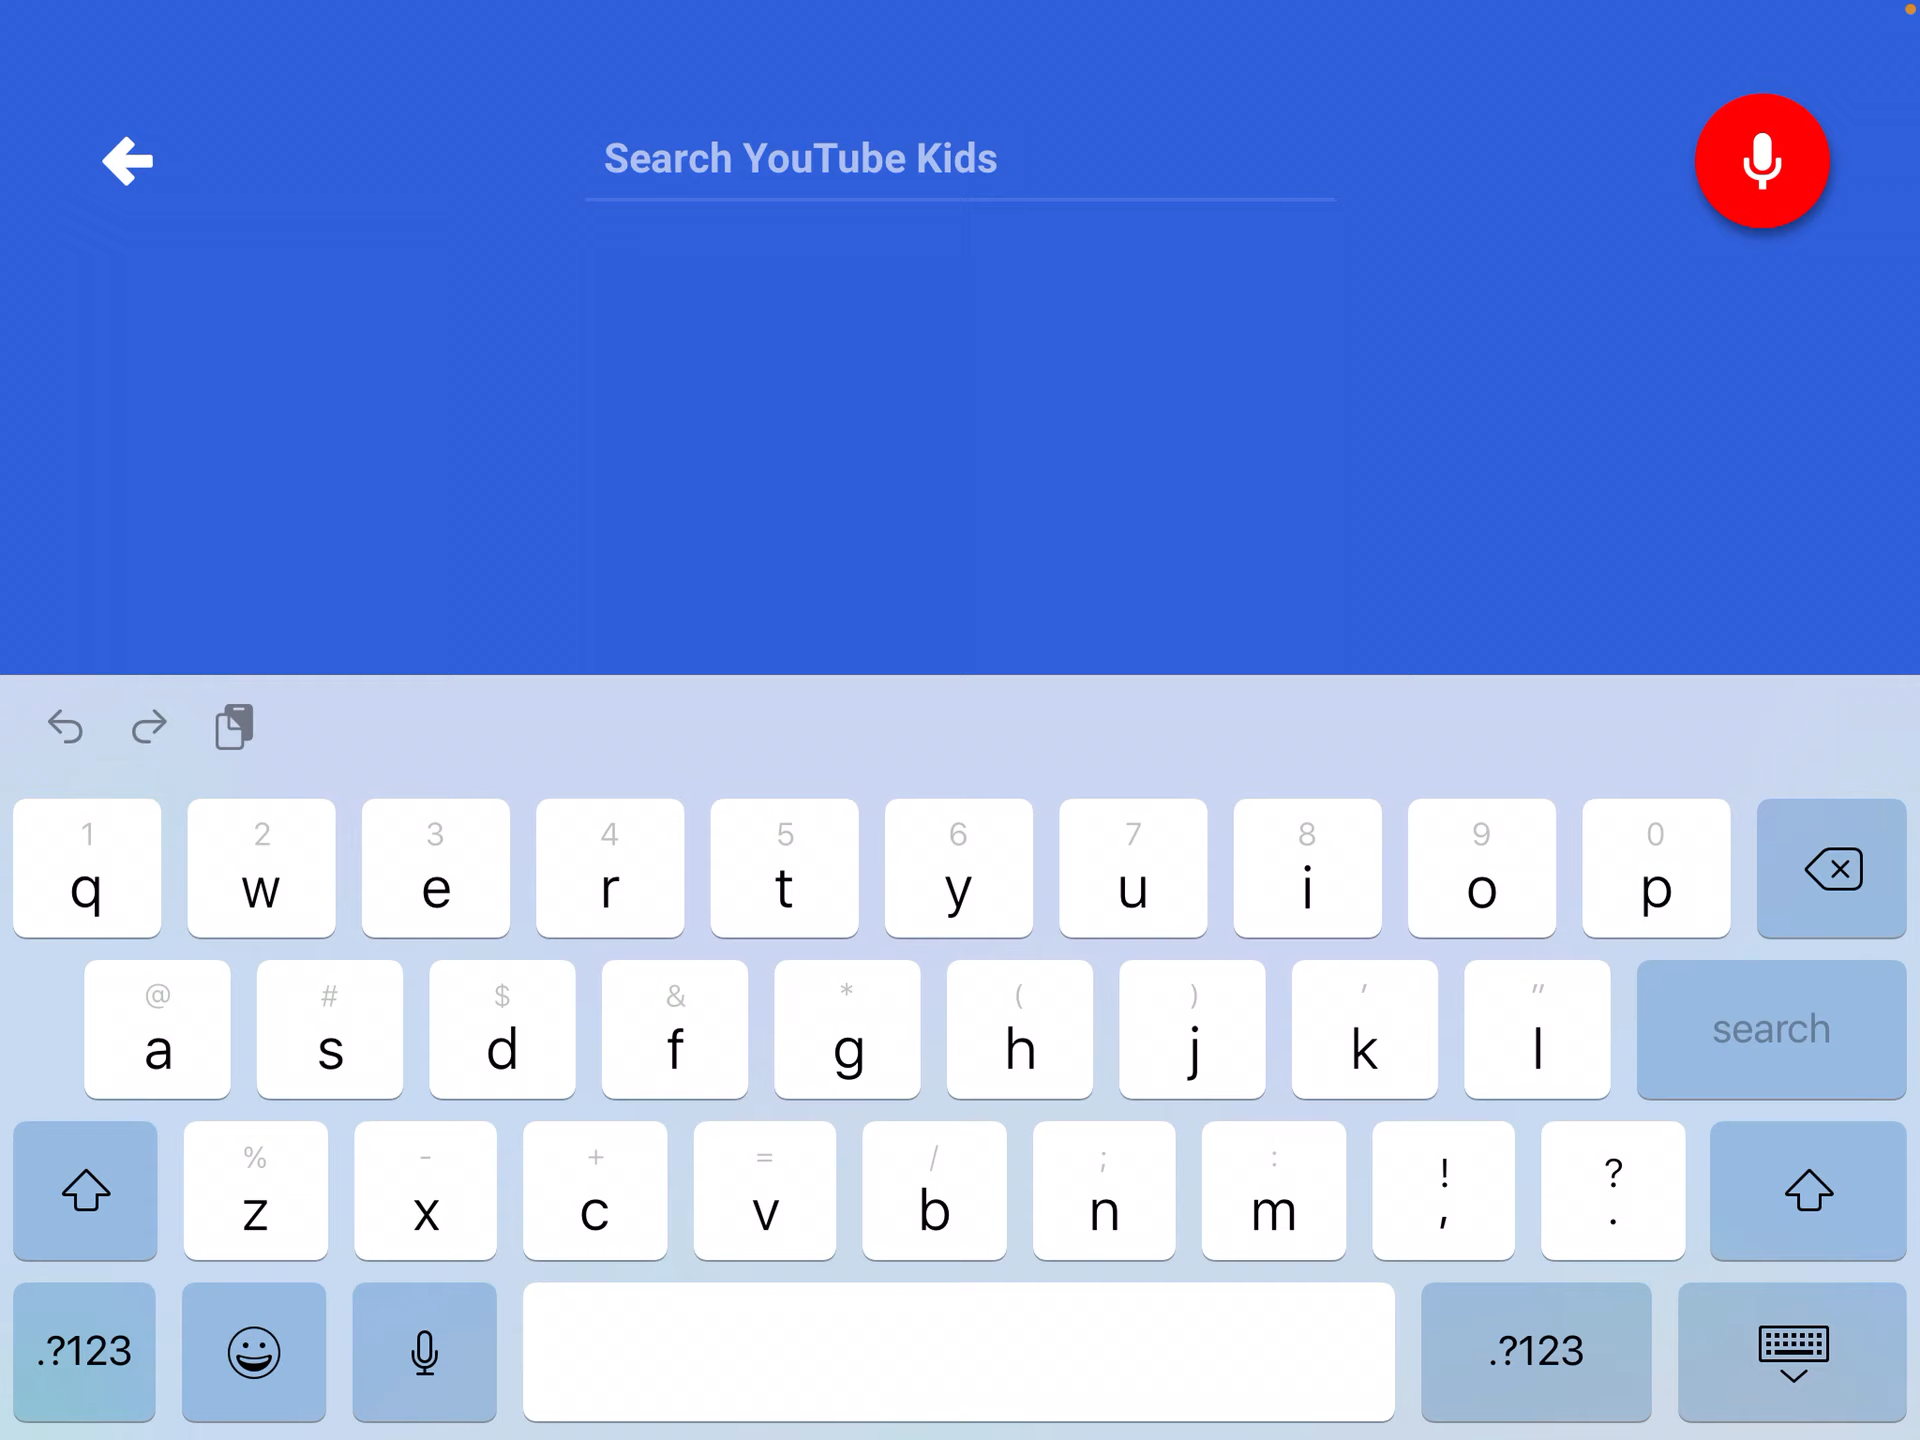 Search YouTube Kids
1 2 3 4 5 6 7 8 9 0
q w e r t y u i o p
@ # $ & * ( ) ′ ″
a s d f g h j k l search
% - + = / ; : ! ?
z x c v b n m , .
.?123 .?123